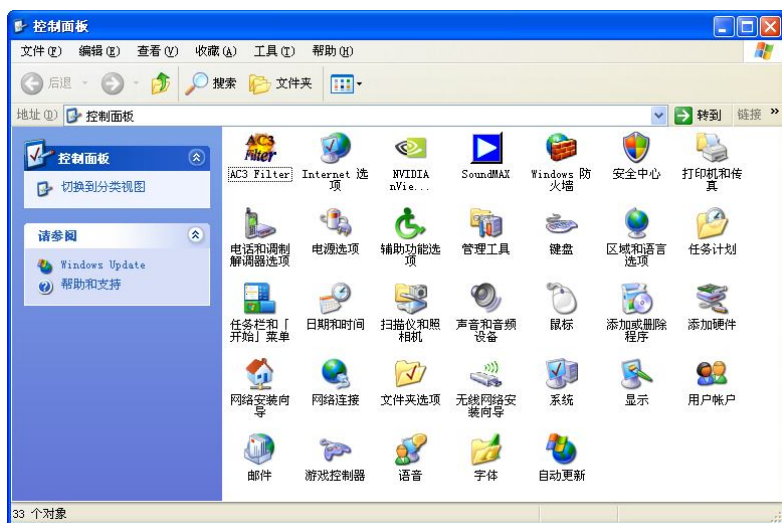 控制面板
文件(F) 编辑(E) 查看(V) 收藏(A) 工具(T) 帮助(H)
后退 搜索 文件夹
地址(D) 控制面板 转到 链接 »
控制面板
切换到分类视图
请参阅
Windows Update
帮助和支持
AC3 Filter
AC3 Filter Internet 选 NVIDIA SoundMAX Windows 防 安全中心 打印机和传
项 nVie... 火墙 真
电话和调制 电源选项 辅助功能选 管理工具 键盘 区域和语言 任务计划
解调器选项 项 选项
任务栏和「 日期和时间 扫描仪和照 声音和音频 鼠标 添加或删除 添加硬件
开始」菜单 相机 设备 程序
网络安装向 网络连接 文件夹选项 无线网络安 系统 显示 用户帐户
导 装向导
邮件 游戏控制器 语音 字体 自动更新
33 个对象